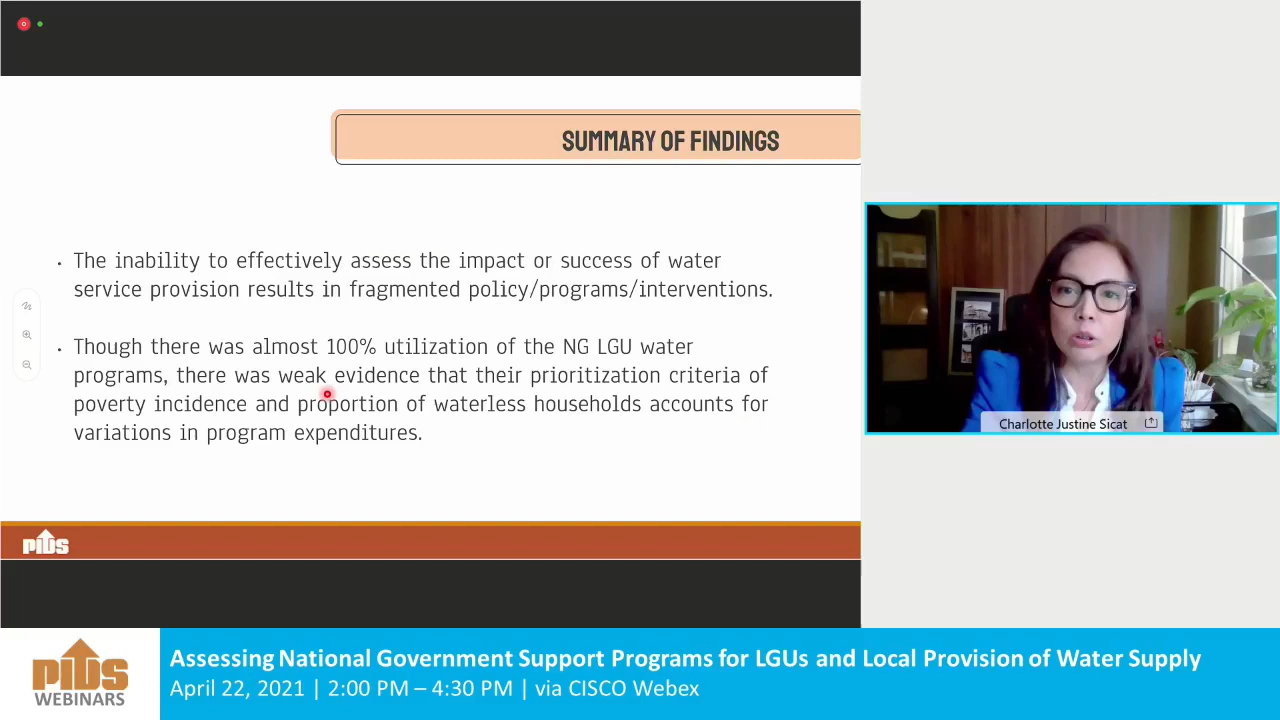 SUMMARY OF FINDINGS
• The inability to effectively assess the impact or success of water
service provision results in fragmented policy/programs/interventions.
• Though there was almost 100% utilization of the NG LGU water
programs, there was weak evidence that their prioritization criteria of
poverty incidence and proportion of waterless households accounts for
variations in program expenditures.
PIDS
Charlotte Justine Sicat
PIDS
WEBINARS
Assessing National Government Support Programs for LGUs and Local Provision of Water Supply
April 22, 2021 | 2:00 PM – 4:30 PM | via CISCO Webex